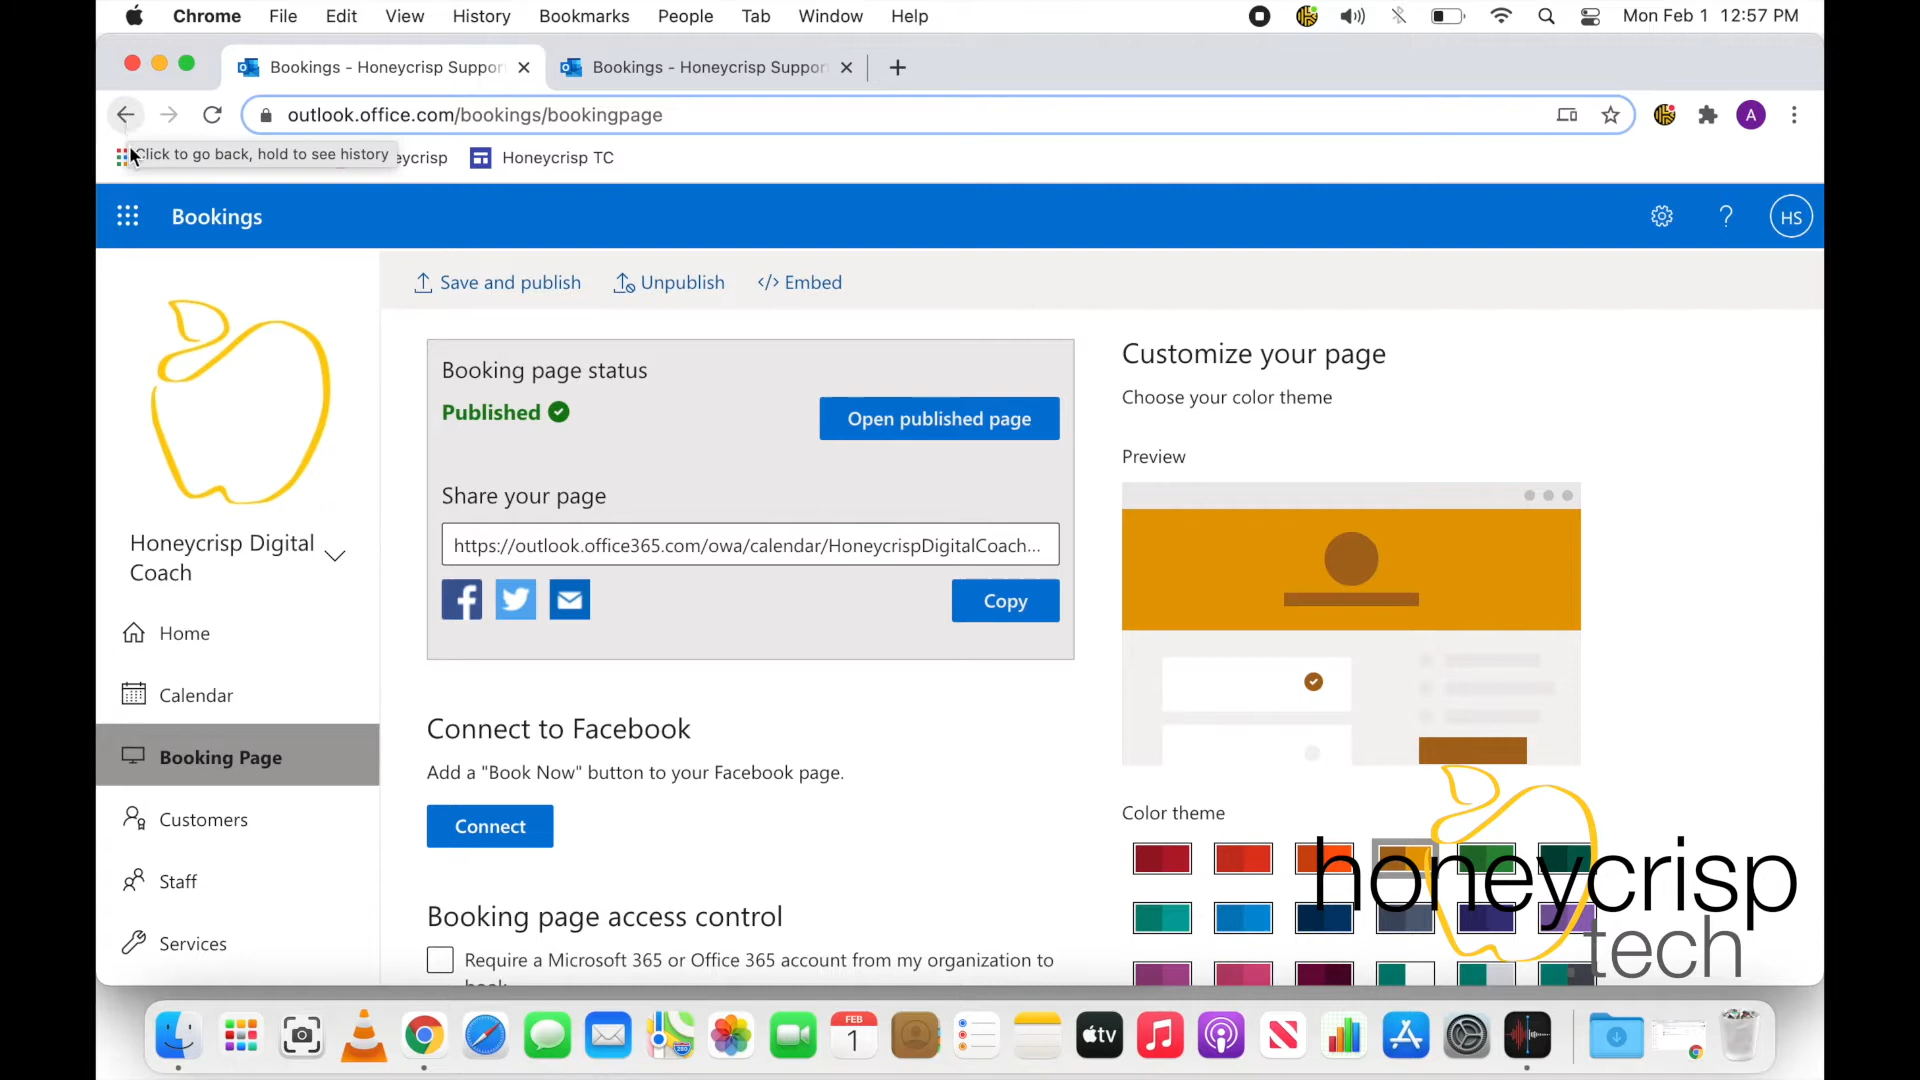 Chrome File Edit View History Bookmarks People Tab Window Help
Mon Feb 1 12:57 PM
Bookings - Honeycrisp Suppor
Bookings - Honeycrisp Suppor
outlook.office.com/bookings/bookingpage
A
Click to go back, hold to see history
eycrisp
Honeycrisp TC
Bookings
?
HS
Save and publish
Unpublish
</> Embed
Honeycrisp Digital
Coach
Home
Calendar
Booking Page
Customers
Staff
Services
Booking page status
Published
Open published page
Share your page
https://outlook.office365.com/owa/calendar/HoneycrispDigitalCoach...
Copy
Connect to Facebook
Add a "Book Now" button to your Facebook page.
Connect
Booking page access control
Require a Microsoft 365 or Office 365 account from my organization to
Customize your page
Choose your color theme
Preview
Color theme
honeycrisp
.tech
FEB
1
tv